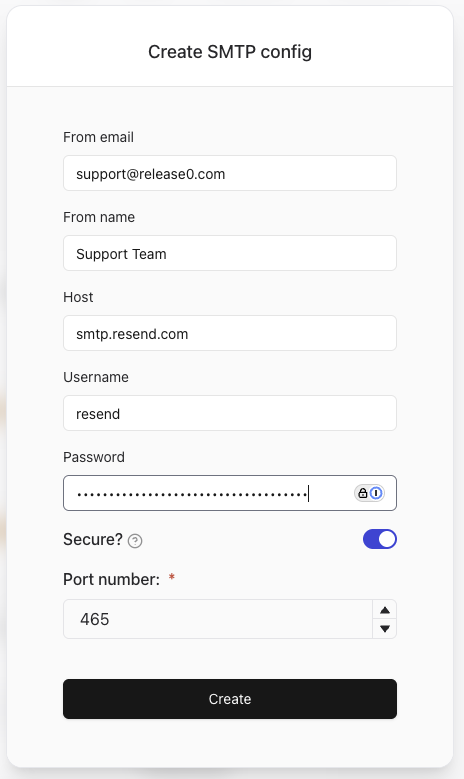 Create SMTP config
From email
support@release0.com
From name
Support Team
Host
smtp.resend.com
Username
resend
Password
••••••••••••••••••••••••••••••••••••
Secure? ?
Port number: *
465
Create